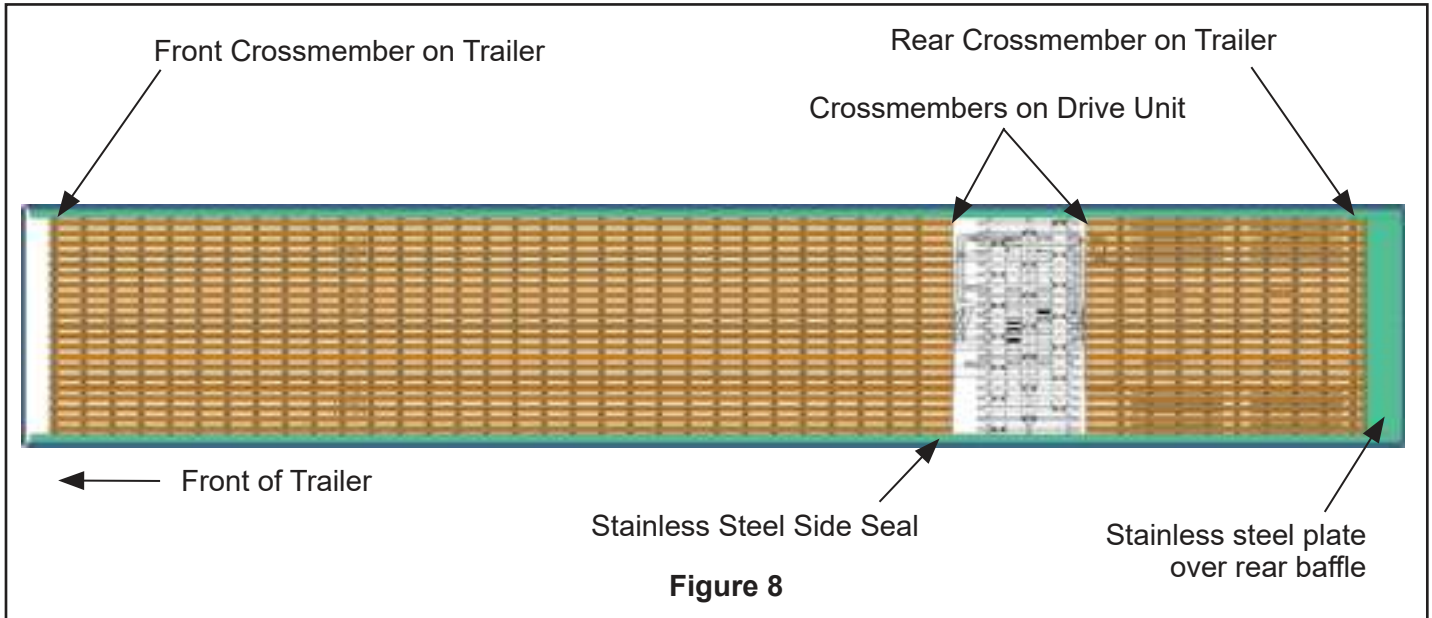 Front Crossmember on Trailer
Rear Crossmember on Trailer
Crossmembers on Drive Unit
Front of Trailer
Stainless Steel Side Seal
Stainless steel plate
over rear baffle
Figure 8